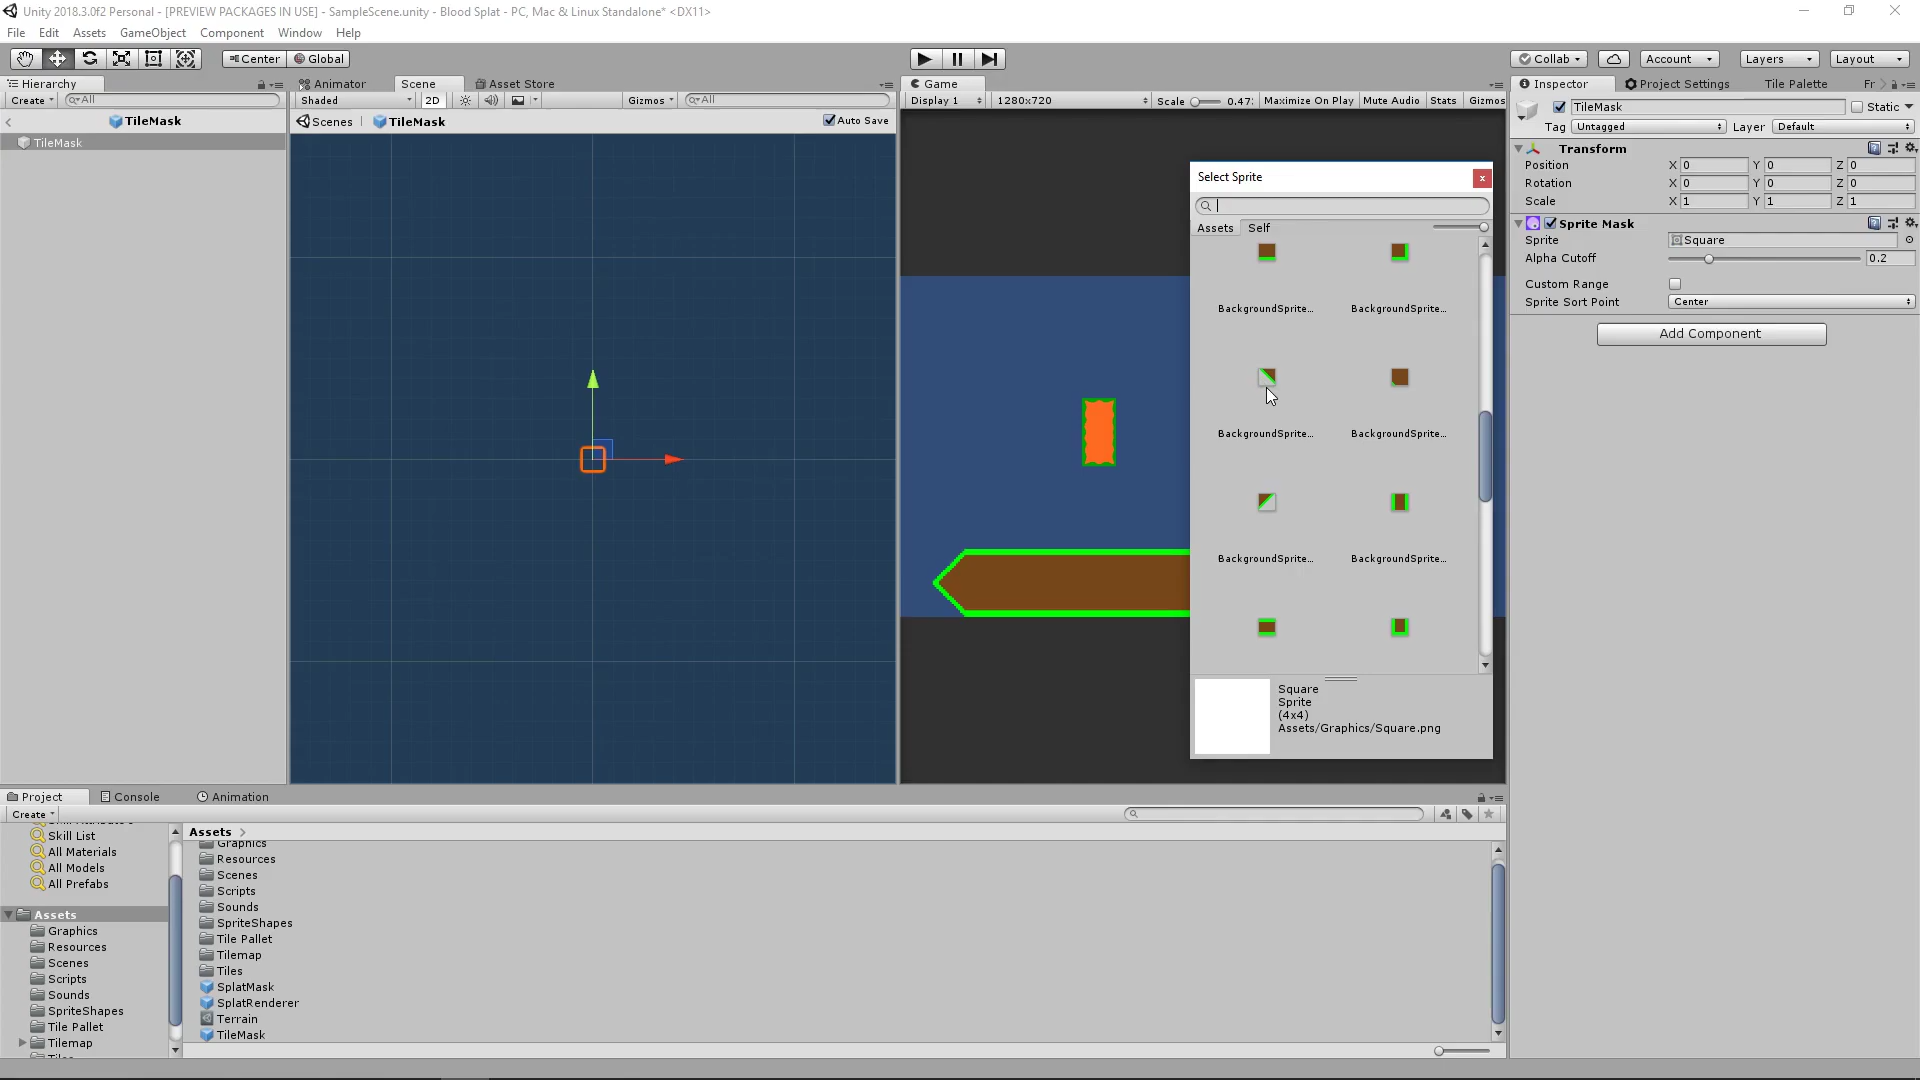 Unity 2018.3.0f2 Personal - [PREVIEW PACKAGES IN USE] - SampleScene.unity - Blood Splat - PC, Mac & Linux Standalone* <DX11>
File Edit Assets GameObject Component Window Help
Center Global
Collab Account Layers Layout
Hierarchy
Create All
TileMask
TileMask
Animator Scene Asset Store
Shaded 2D Gizmos All
Scenes TileMask Auto Save
Game
Display 1 1280x720 Scale 0.47: Maximize On Play Mute Audio Stats Gizmos
Select Sprite
Assets Self
BackgroundSprite... BackgroundSprite...
BackgroundSprite... BackgroundSprite...
BackgroundSprite... BackgroundSprite...
Square
Sprite
(4x4)
Assets/Graphics/Square.png
Inspector Project Settings Tile Palette Fr
TileMask Static
Tag Untagged Layer Default
Transform
Position X 0 Y 0 Z 0
Rotation X 0 Y 0 Z 0
Scale X 1 Y 1 Z 1
Sprite Mask
Sprite Square
Alpha Cutoff 0.2
Custom Range
Sprite Sort Point Center
Add Component
Project Console Animation
Create
Skill List
All Materials
All Models
All Prefabs
Assets
Graphics
Resources
Scenes
Scripts
Sounds
SpriteShapes
Tile Pallet
Tilemap
Assets
Graphics
Resources
Scenes
Scripts
Sounds
SpriteShapes
Tile Pallet
Tilemap
Tiles
SplatMask
SplatRenderer
Terrain
TileMask